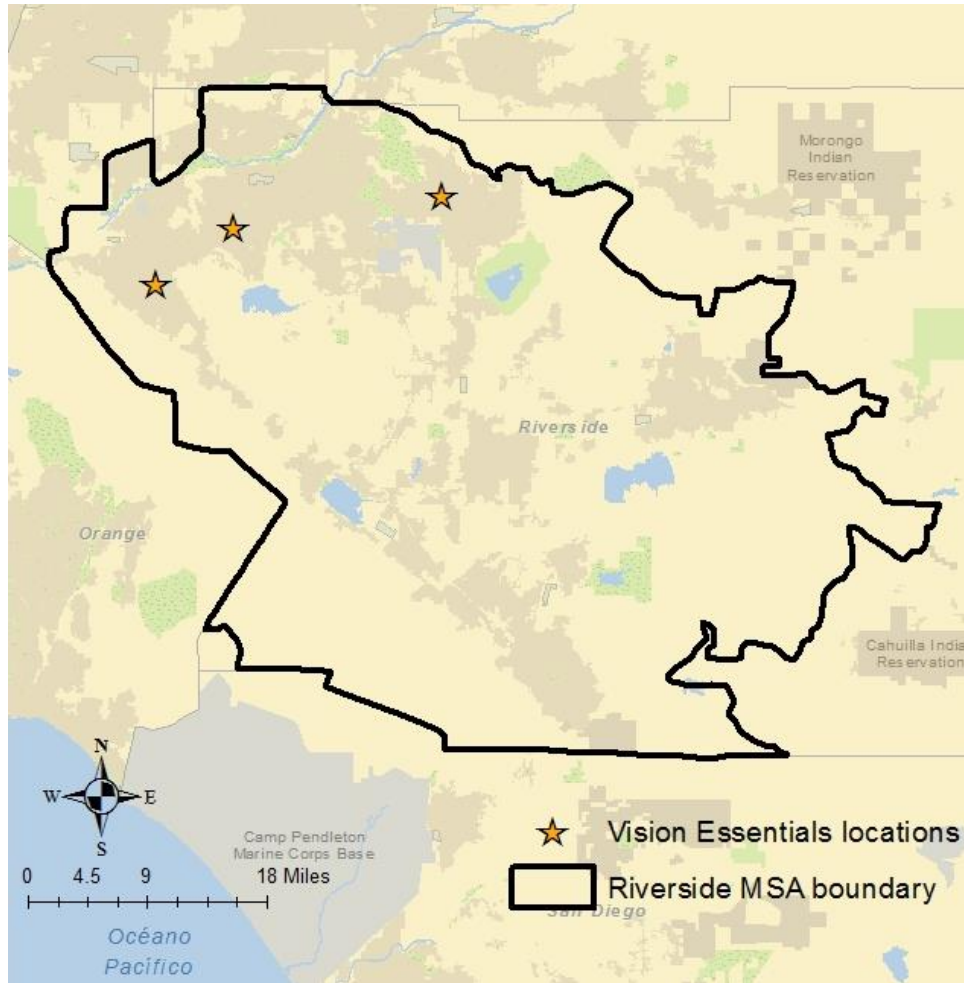 Morongo
Indian
Reservation
Riverside
Orange
Cahuilla India
Reservation
N
W E
S
Camp Pendleton
Marine Corps Base
0 4.5 9 18 Miles
Vision Essentials locations
Riverside MSA boundary
San Diego
Océano
Pacífico